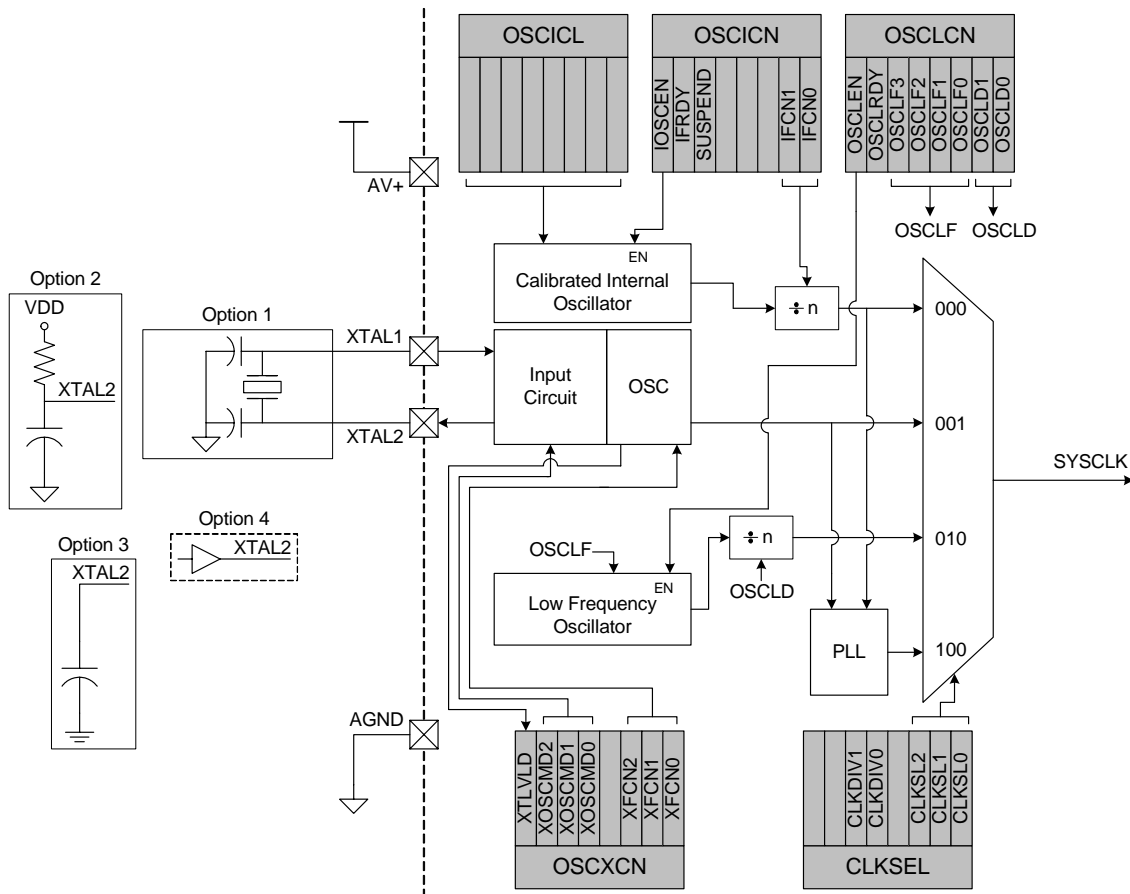 OSCICL
OSCICN
OSCLCN
IOSCEN
IFRDY
SUSPEND
IFCN1
IFCN0
OSCLEN
OSCLRDY
OSCLF3
OSCLF2
OSCLF1
OSCLF0
OSCLD1
OSCLD0
AV+
OSCLF
OSCLD
EN
Calibrated Internal
Oscillator
÷ n
000
Option 2
VDD
XTAL2
Option 1
XTAL1
XTAL2
Input
Circuit
OSC
001
SYSCLK
Option 4
XTAL2
Option 3
XTAL2
OSCLF
EN
Low Frequency
Oscillator
÷ n
OSCLD
010
PLL
100
AGND
XTLVLD
XOSCMD2
XOSCMD1
XOSCMD0
XFCN2
XFCN1
XFCN0
OSCXCN
CLKDIV1
CLKDIV0
CLKSL2
CLKSL1
CLKSL0
CLKSEL